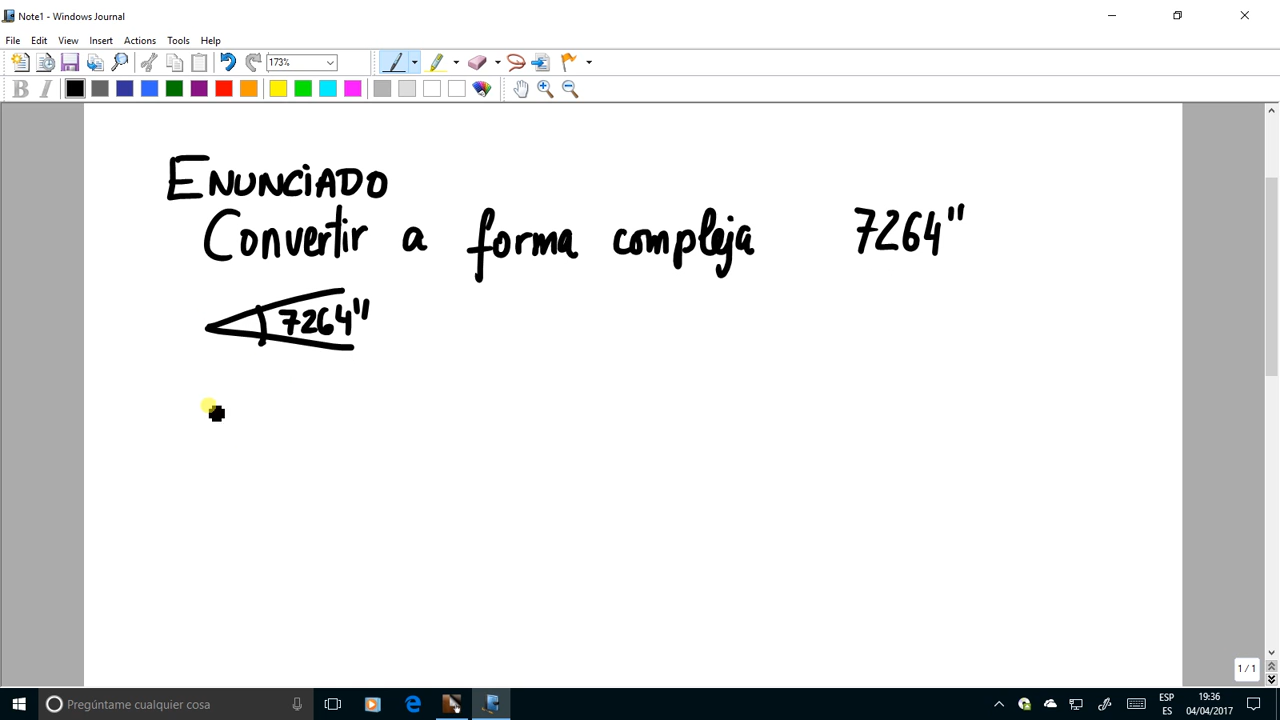 Note1 - Windows Journal
File Edit View Insert Actions Tools Help
173%
B I
ENUNCiADO
Convertir a forma compleja 7264"
7264"
1 / 1
Pregúntame cualquier cosa
ESP 19:36
ES 04/04/2017